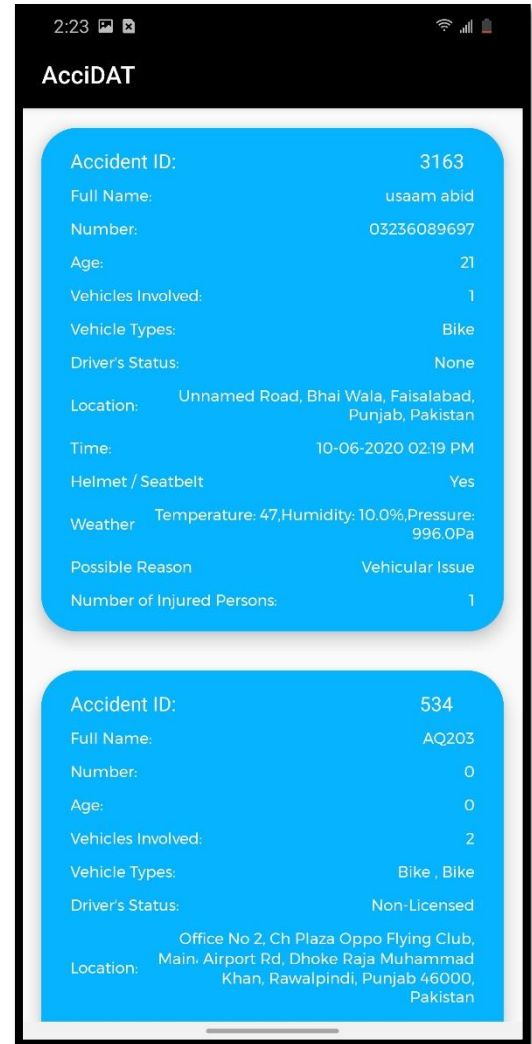 2:23
AcciDAT
Accident ID: 3163
Full Name: usaam abid
Number: 03236089697
Age: 21
Vehicles Involved: 1
Vehicle Types: Bike
Driver's Status: None
Location: Unnamed Road, Bhai Wala, Faisalabad,
Punjab, Pakistan
Time: 10-06-2020 02:19 PM
Helmet / Seatbelt Yes
Weather Temperature: 47,Humidity: 10.0%,Pressure:
996.0Pa
Possible Reason Vehicular Issue
Number of Injured Persons: 1
Accident ID: 534
Full Name: AQ203
Number: 0
Age: 0
Vehicles Involved: 2
Vehicle Types: Bike , Bike
Driver's Status: Non-Licensed
Location: Office No 2, Ch Plaza Oppo Flying Club,
Main، Airport Rd, Dhoke Raja Muhammad
Khan, Rawalpindi, Punjab 46000,
Pakistan